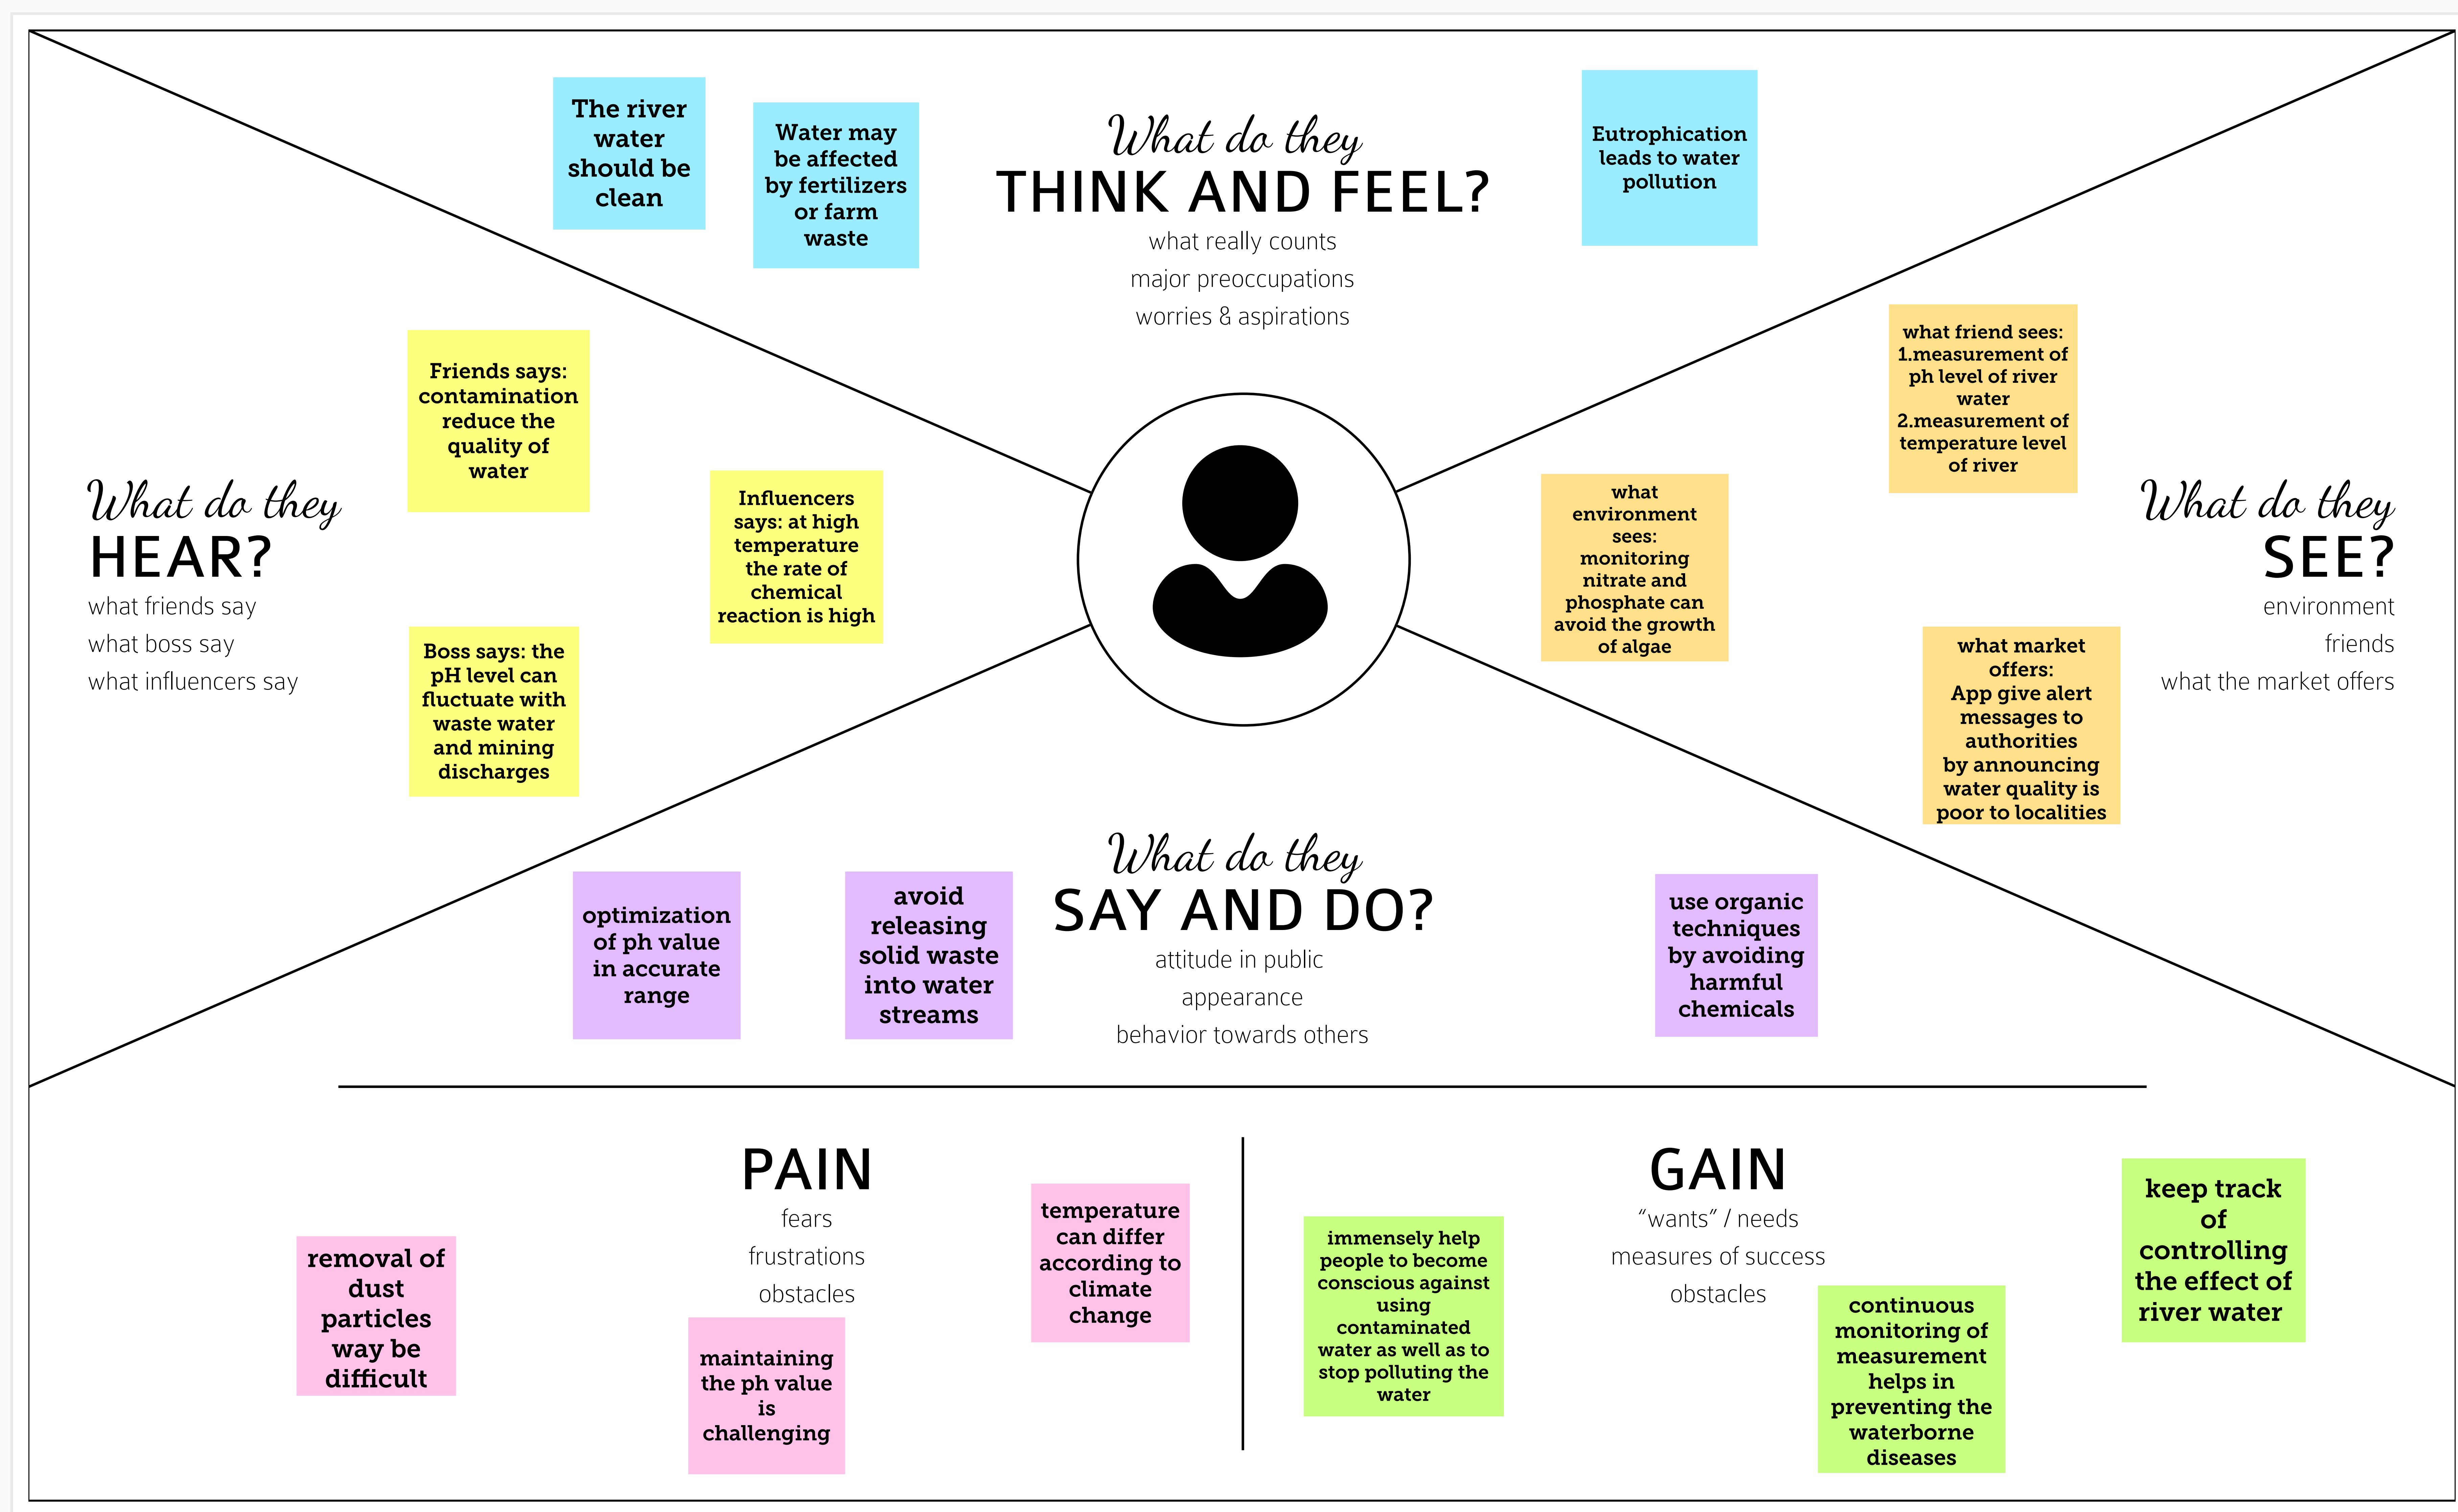 The river
water
should be
clean
Water may
be affected
by fertilizers
or farm
waste
What do they
THINK AND FEEL?
what really counts
major preoccupations
worries & aspirations
Eutrophication
leads to water
pollution
What do they
HEAR?
what friends say
what boss say
what influencers say
Friends says:
contamination
reduce the
quality of
water
Influencers
says: at high
temperature
the rate of
chemical
reaction is high
Boss says: the
pH level can
fluctuate with
waste water
and mining
discharges
what friend sees:
1.measurement of
ph level of river
water
2.measurement of
temperature level
of river
what
environment
sees:
monitoring
nitrate and
phosphate can
avoid the growth
of algae
what market
offers:
App give alert
messages to
authorities
by announcing
water quality is
poor to localities
What do they
SEE?
environment
friends
what the market offers
optimization
of ph value
in accurate
range
avoid
releasing
solid waste
into water
streams
What do they
SAY AND DO?
attitude in public
appearance
behavior towards others
use organic
techniques
by avoiding
harmful
chemicals
PAIN
fears
frustrations
obstacles
removal of
dust
particles
way be
difficult
maintaining
the ph value
is
challenging
temperature
can differ
according to
climate
change
GAIN
“wants” / needs
measures of success
obstacles
immensely help
people to become
conscious against
using
contaminated
water as well as to
stop polluting the
water
continuous
monitoring of
measurement
helps in
preventing the
waterborne
diseases
keep track
of
controlling
the effect of
river water